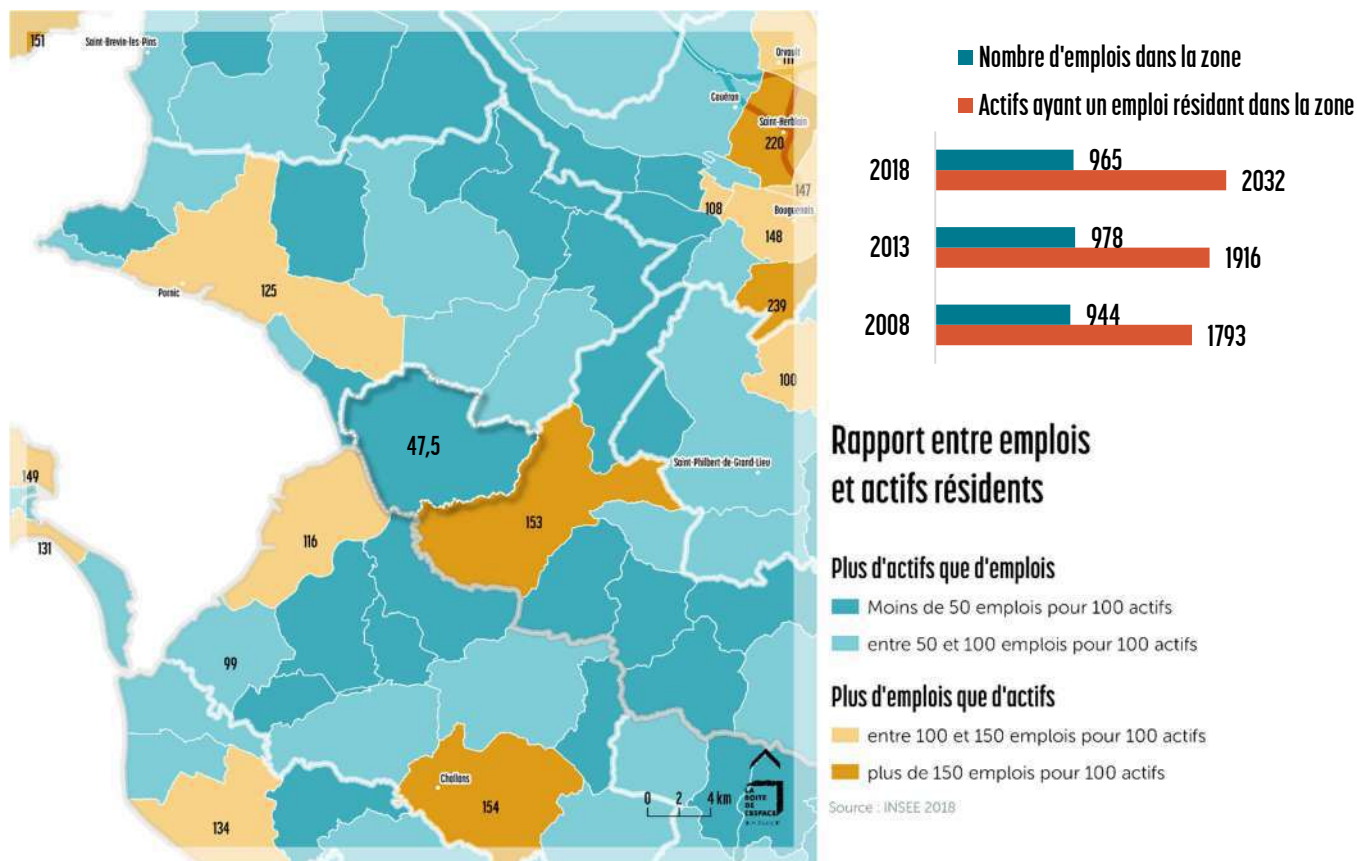 151
Saint-Brevin-les-Pins
Orvault
111
Couëron
Saint-Herblain
220
147
108
Bouguenais
148
125
Pornic
239
100
47,5
Saint-Philbert-de-Grand-Lieu
149
153
131
116
99
Challans
154
134
0 2 4 km
LA
BOITE
DE
L'ESPACE
Nombre d'emplois dans la zone
Actifs ayant un emploi résidant dans la zone
2018
965
2032
2013
978
1916
2008
944
1793
Rapport entre emplois
et actifs résidents
Plus d'actifs que d'emplois
Moins de 50 emplois pour 100 actifs
entre 50 et 100 emplois pour 100 actifs
Plus d'emplois que d'actifs
entre 100 et 150 emplois pour 100 actifs
plus de 150 emplois pour 100 actifs
Source : INSEE 2018